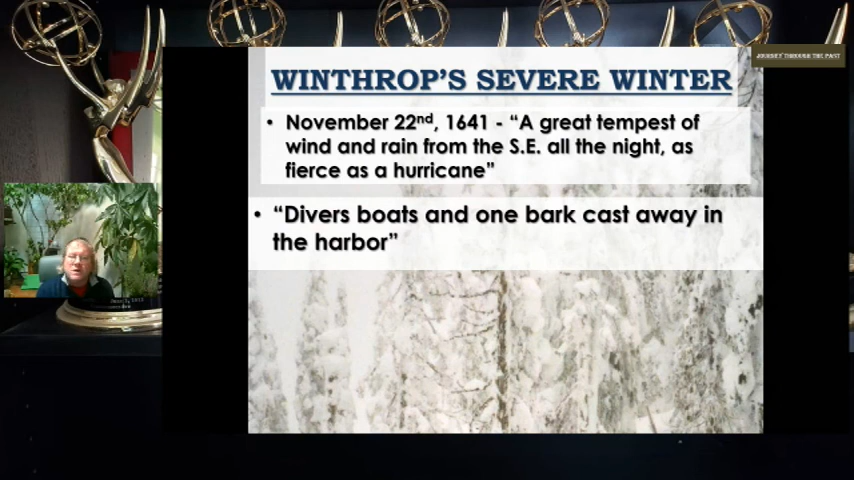 JOURNEY THROUGH THE PAST
WINTHROP'S SEVERE WINTER
• November 22nd, 1641 - “A great tempest of
wind and rain from the S.E. all the night, as
fierce as a hurricane”
• “Divers boats and one bark cast away in
the harbor”